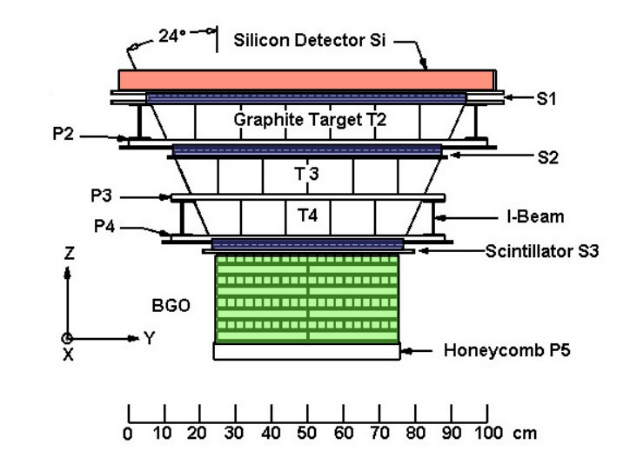 24°
Silicon Detector Si
S1
Graphite Target T2
P2
S2
T3
P3
T4
I-Beam
P4
Scintillator S3
Z
BGO
Y
X
Honeycomb P5
0 10 20 30 40 50 60 70 80 90 100 cm